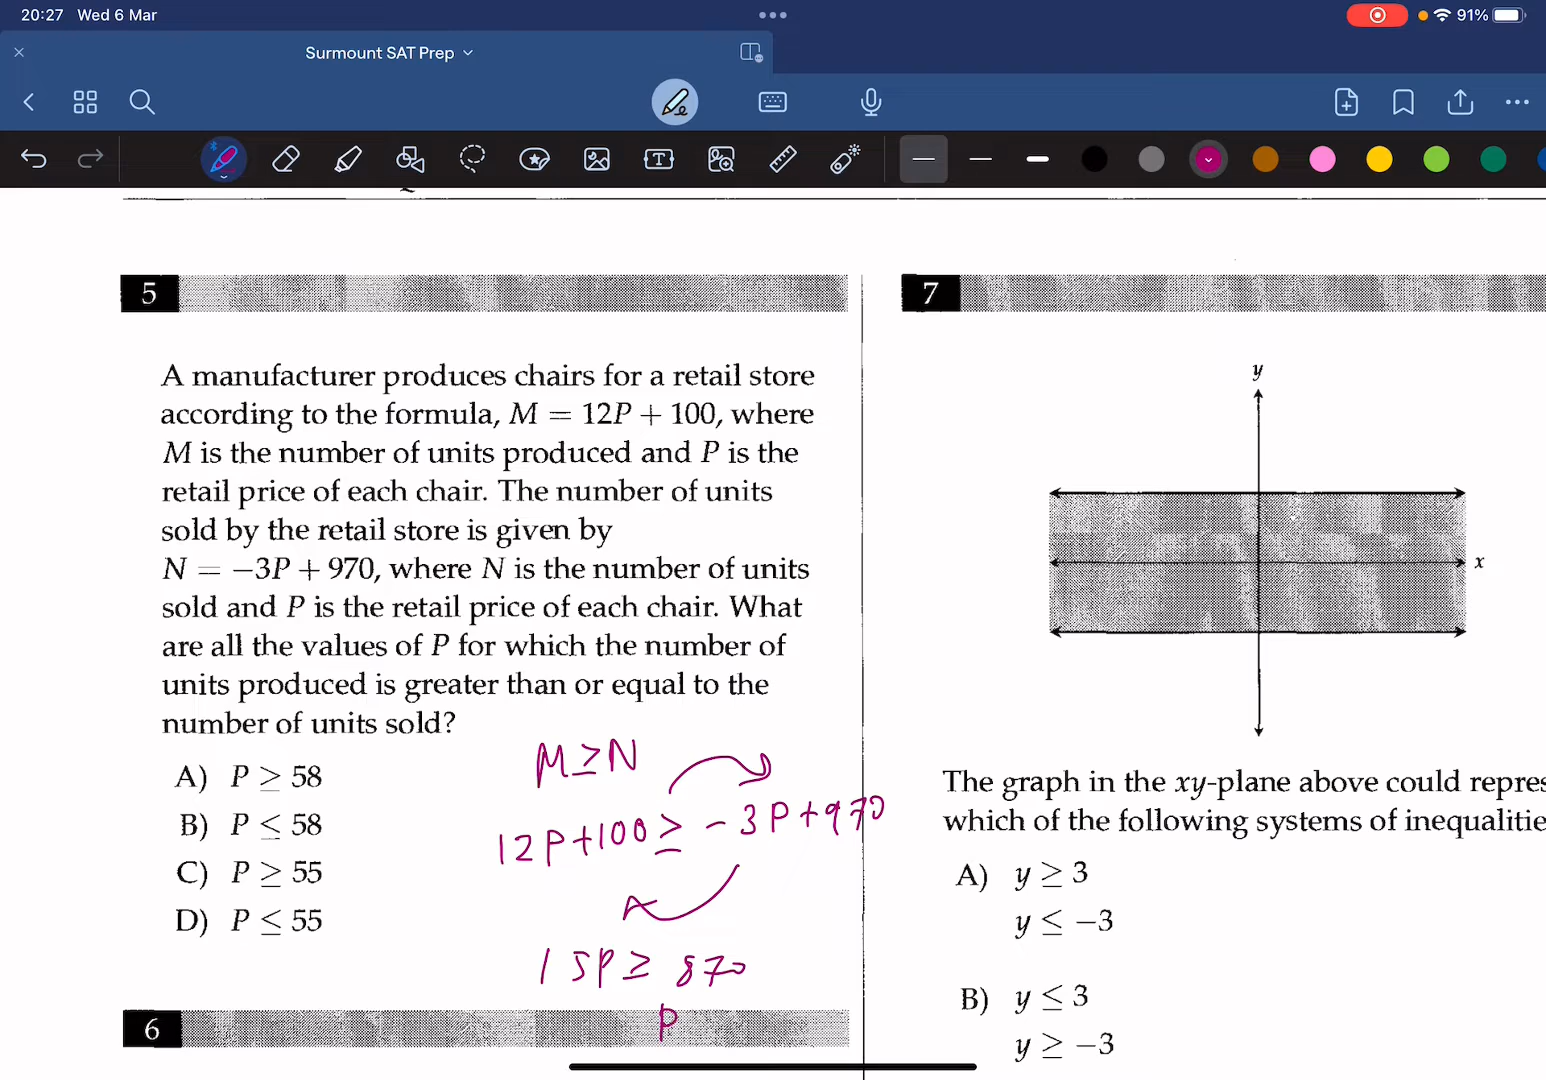 20:27 Wed 6 Mar
91%
Surmount SAT Prep
5
A manufacturer produces chairs for a retail store
according to the formula, M = 12P + 100, where
M is the number of units produced and P is the
retail price of each chair. The number of units
sold by the retail store is given by
N = −3P + 970, where N is the number of units
sold and P is the retail price of each chair. What
are all the values of P for which the number of
units produced is greater than or equal to the
number of units sold?
A) P ≥ 58
B) P ≤ 58
C) P ≥ 55
D) P ≤ 55
M≥N
12P+100≥ -3P+970
15P≥ 870
P
6
7
y
x
The graph in the xy-plane above could repres
which of the following systems of inequalitie
A) y ≥ 3
y ≤ −3
B) y ≤ 3
y ≥ −3